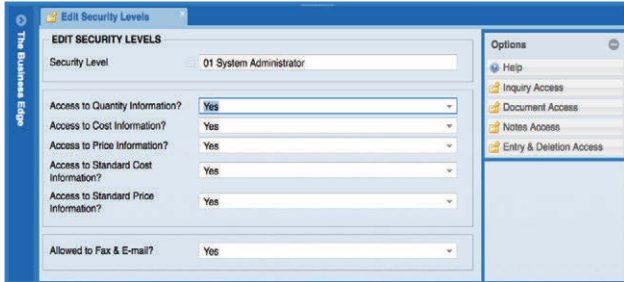 The Business Edge
Edit Security Levels
EDIT SECURITY LEVELS
Security Level 01 System Administrator
Access to Quantity Information? Yes
Access to Cost Information? Yes
Access to Price Information? Yes
Access to Standard Cost
Information? Yes
Access to Standard Price
Information? Yes
Allowed to Fax & E-mail? Yes
Options
Help
Inquiry Access
Document Access
Notes Access
Entry & Deletion Access